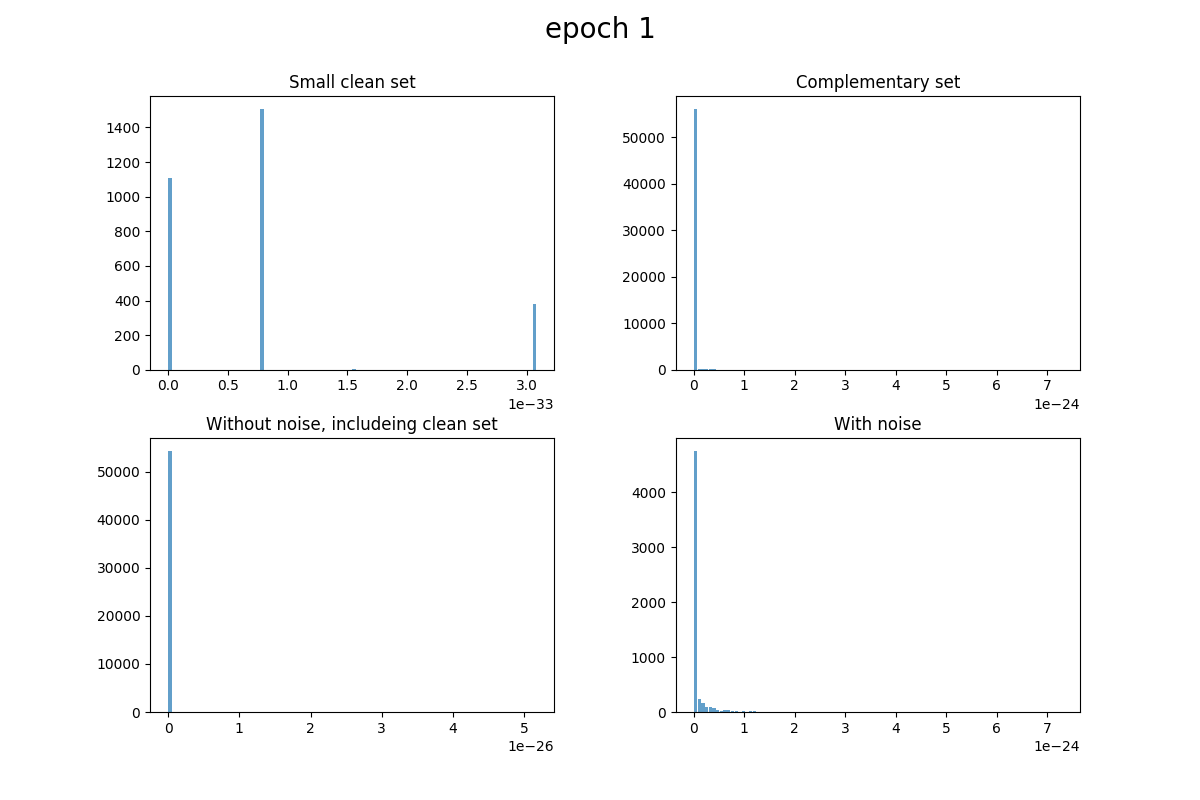 epoch 1
Small clean set
1400
1200
1000
800
600
400
200
0
0.0 0.5 1.0 1.5 2.0 2.5 3.0
1e−33
Complementary set
50000
40000
30000
20000
10000
0
0 1 2 3 4 5 6 7
1e−24
Without noise, includeing clean set
50000
40000
30000
20000
10000
0
0 1 2 3 4 5
1e−26
With noise
4000
3000
2000
1000
0
0 1 2 3 4 5 6 7
1e−24